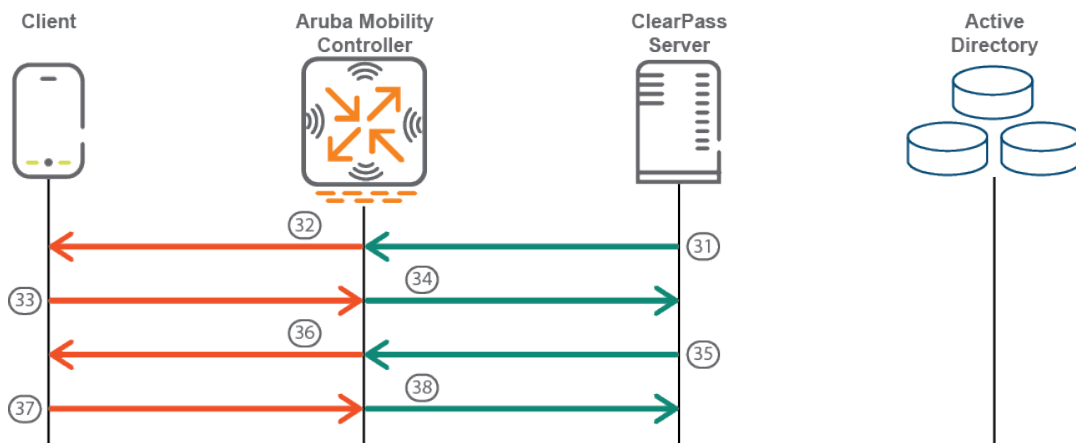 Client
Aruba Mobility
Controller
ClearPass
Server
Active
Directory
32
31
33
34
36
35
37
38